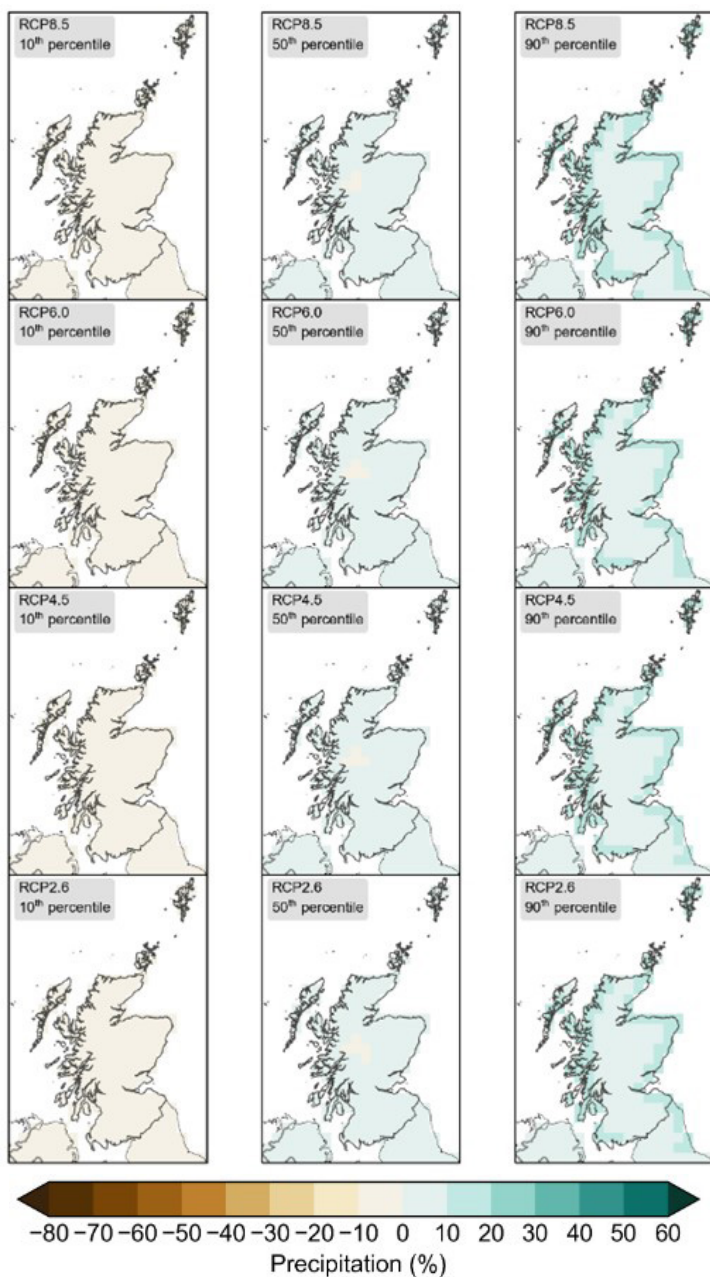 RCP8.5
10th percentile
RCP8.5
50th percentile
RCP8.5
90th percentile
RCP6.0
10th percentile
RCP6.0
50th percentile
RCP6.0
90th percentile
RCP4.5
10th percentile
RCP4.5
50th percentile
RCP4.5
90th percentile
RCP2.6
10th percentile
RCP2.6
50th percentile
RCP2.6
90th percentile
−80 −70 −60 −50 −40 −30 −20 −10 0 10 20 30 40 50 60
Precipitation (%)